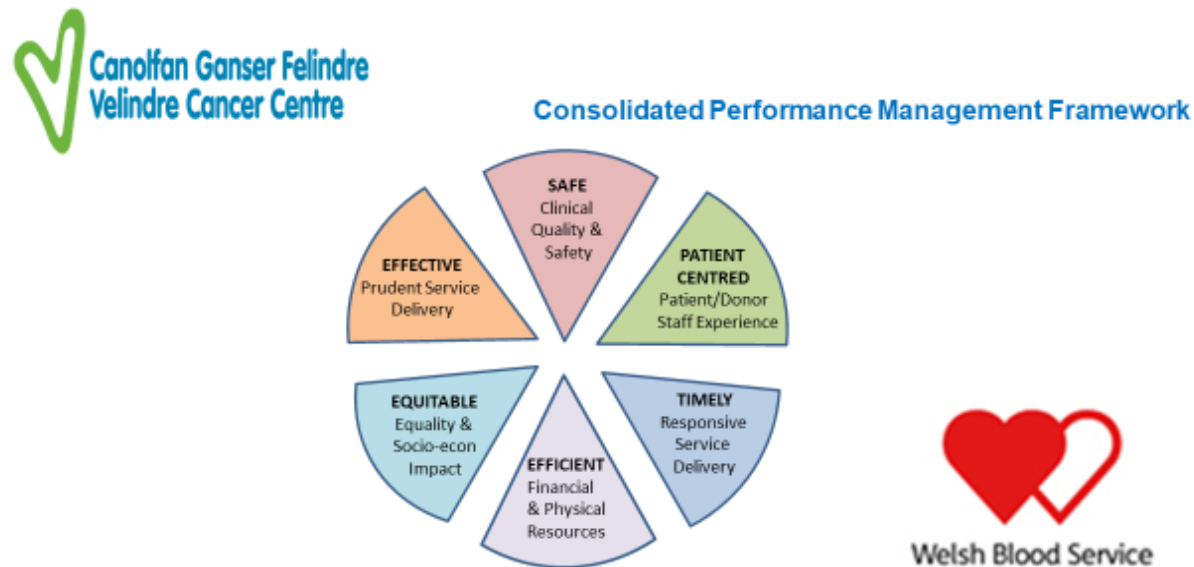 Canolfan Ganser Felindre
Velindre Cancer Centre
Consolidated Performance Management Framework
SAFE
Clinical
Quality &
Safety
PATIENT
CENTRED
Patient/Donor
Staff Experience
TIMELY
Responsive
Service
Delivery
EFFICIENT
Financial
& Physical
Resources
EQUITABLE
Equality &
Socio-econ
Impact
EFFECTIVE
Prudent Service
Delivery
Welsh Blood Service